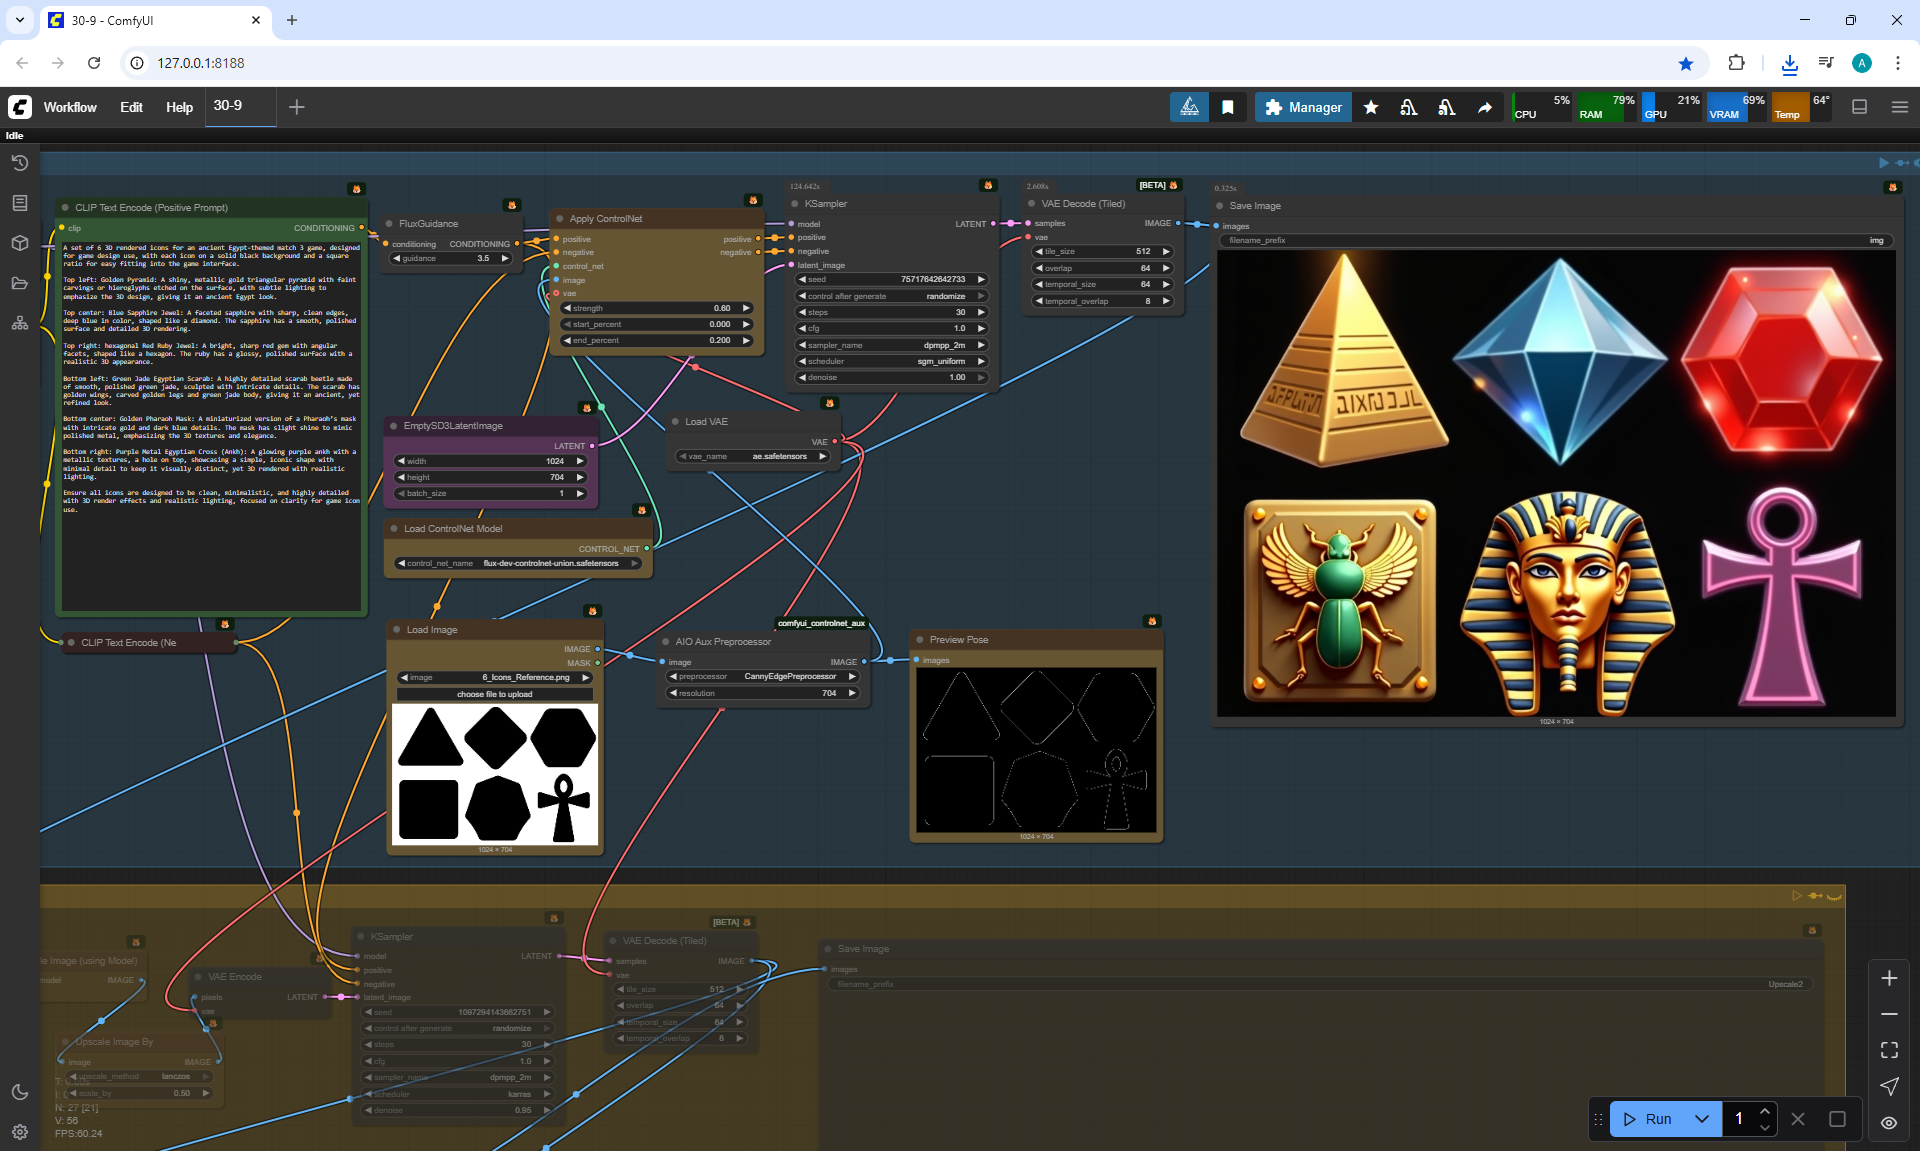 30-9 - ComfyUI
127.0.0.1:8188
A
Workflow
Edit
Help
30-9
Manager
5%
CPU
79%
RAM
21%
GPU
69%
VRAM
64°
Temp
Idle
CLIP Text Encode (Positive Prompt)
clip
CONDITIONING
A set of 6 3D rendered icons for an ancient Egypt-themed match 3 game, designed
for game design use, with each icon on a solid black background and a square
ratio for easy fitting into the game interface.
Top left: Golden Pyramid: A shiny, metallic gold triangular pyramid with faint
carvings or hieroglyphs etched on the surface, with subtle lighting to
emphasize the 3D design, giving it an ancient Egypt look.
Top center: Blue Sapphire Jewel: A faceted sapphire with sharp, clean edges,
deep blue in color, shaped like a diamond. The sapphire has a smooth, polished
surface and detailed 3D rendering.
Top right: hexagonal Red Ruby Jewel: A bright, sharp red gem with angular
facets, shaped like a hexagon. The ruby has a glossy, polished surface with a
realistic 3D appearance.
Bottom left: Green Jade Egyptian Scarab: A highly detailed scarab beetle made
of smooth, polished green jade, sculpted with intricate details. The scarab has
golden wings, carved golden legs and green jade body, giving it an ancient, yet
refined look.
Bottom center: Golden Pharaoh Mask: A miniaturized version of a Pharaoh's mask
with intricate gold and dark blue details. The mask has slight shine to mimic
polished metal, emphasizing the 3D textures and elegance.
Bottom right: Purple Metal Egyptian Cross (Ankh): A glowing purple ankh with a
metallic textures, a hole on top, showcasing a simple, iconic shape with
minimal detail to keep it visually distinct, yet 3D rendered with realistic
lighting.
Ensure all icons are designed to be clean, minimalistic, and highly detailed
with 3D render effects and realistic lighting, focused on clarity for game icon
use.
CLIP Text Encode (Ne
FluxGuidance
conditioning
CONDITIONING
guidance
3.5
Apply ControlNet
positive
positive
negative
negative
control_net
image
vae
strength
0.60
start_percent
0.000
end_percent
0.200
124.642s
KSampler
model
LATENT
positive
negative
latent_image
seed
75717642642733
control after generate
randomize
steps
30
cfg
1.0
sampler_name
dpmpp_2m
scheduler
sgm_uniform
denoise
1.00
2.608s
[BETA]
VAE Decode (Tiled)
samples
IMAGE
vae
tile_size
512
overlap
64
temporal_size
64
temporal_overlap
8
0.325s
Save Image
images
filename_prefix
img
1024 × 704
EmptySD3LatentImage
LATENT
width
1024
height
704
batch_size
1
Load VAE
VAE
vae_name
ae.safetensors
Load ControlNet Model
CONTROL_NET
control_net_name
flux-dev-controlnet-union.safetensors
Load Image
IMAGE
MASK
image
6_Icons_Reference.png
choose file to upload
1024 × 704
comfyui_controlnet_aux
AIO Aux Preprocessor
image
IMAGE
preprocessor
CannyEdgePreprocessor
resolution
704
Preview Pose
images
1024 × 704
le Image (using Model)
model
IMAGE
VAE Encode
pixels
LATENT
vae
Upscale Image By
image
IMAGE
upscale_method
lanczos
scale_by
0.50
N: 27 [21]
V: 56
FPS:60.24
KSampler
model
LATENT
positive
negative
latent_image
seed
1097294143662751
control after generate
randomize
steps
30
cfg
1.0
sampler_name
dpmpp_2m
scheduler
karras
denoise
0.95
[BETA]
VAE Decode (Tiled)
samples
IMAGE
vae
tile_size
512
overlap
64
temporal_size
64
temporal_overlap
8
Save Image
images
filename_prefix
Upscale2
Run
1